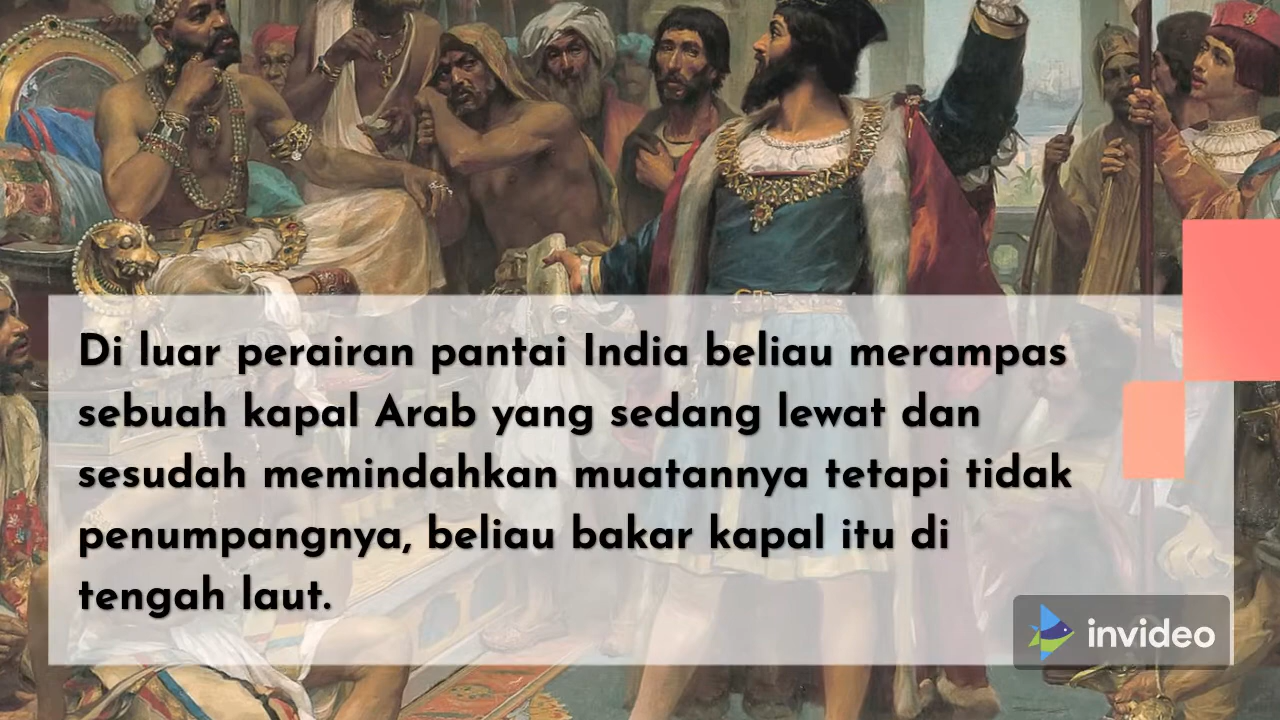 Di luar perairan pantai India beliau merampas
sebuah kapal Arab yang sedang lewat dan
sesudah memindahkan muatannya tetapi tidak
penumpangnya, beliau bakar kapal itu di
tengah laut.
invideo